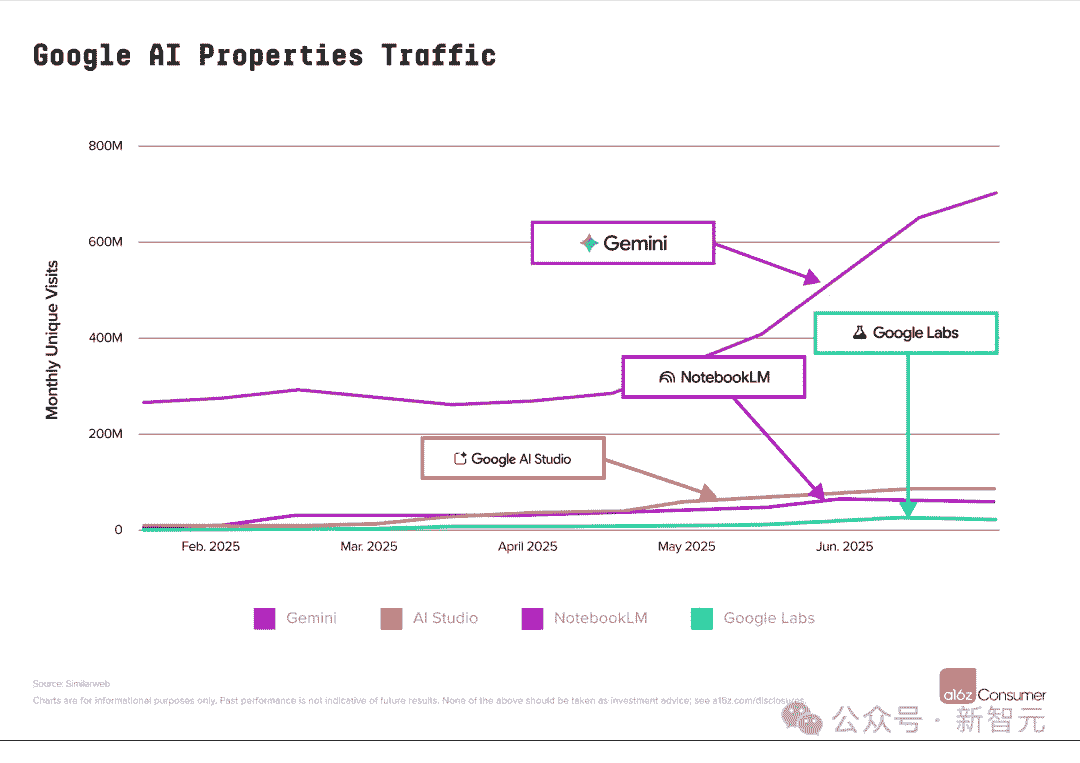 Google AI Properties Traffic
800M
600M
400M
200M
0
Monthly Unique Visits
Gemini
Google Labs
NotebookLM
Google AI Studio
Feb. 2025
Mar. 2025
April 2025
May 2025
Jun. 2025
Gemini
AI Studio
NotebookLM
Google Labs
Source: Similarweb
Charts are for informational purposes only. Past performance is not indicative of future results. None of the above should be taken as investment advice; see a16z.com/disclosures
a16z Consumer
公众号 · 新智元